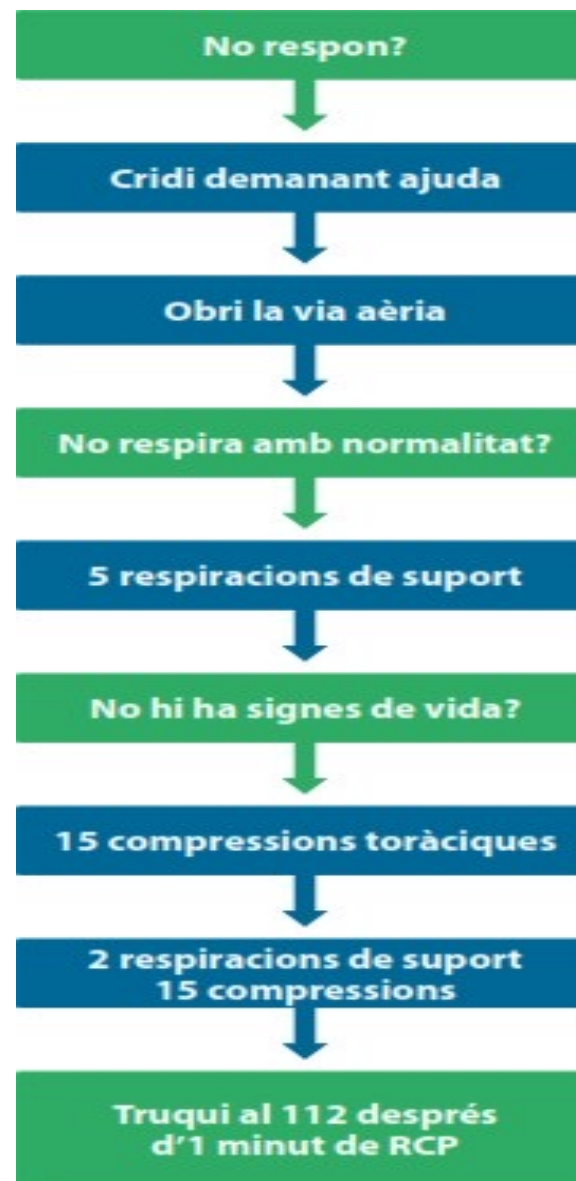 No respon?
Cridi demanant ajuda
Obri la via aèria
No respira amb normalitat?
5 respiracions de suport
No hi ha signes de vida?
15 compressions toràciques
2 respiracions de suport
15 compressions
Truqui al 112 després
d'1 minut de RCP